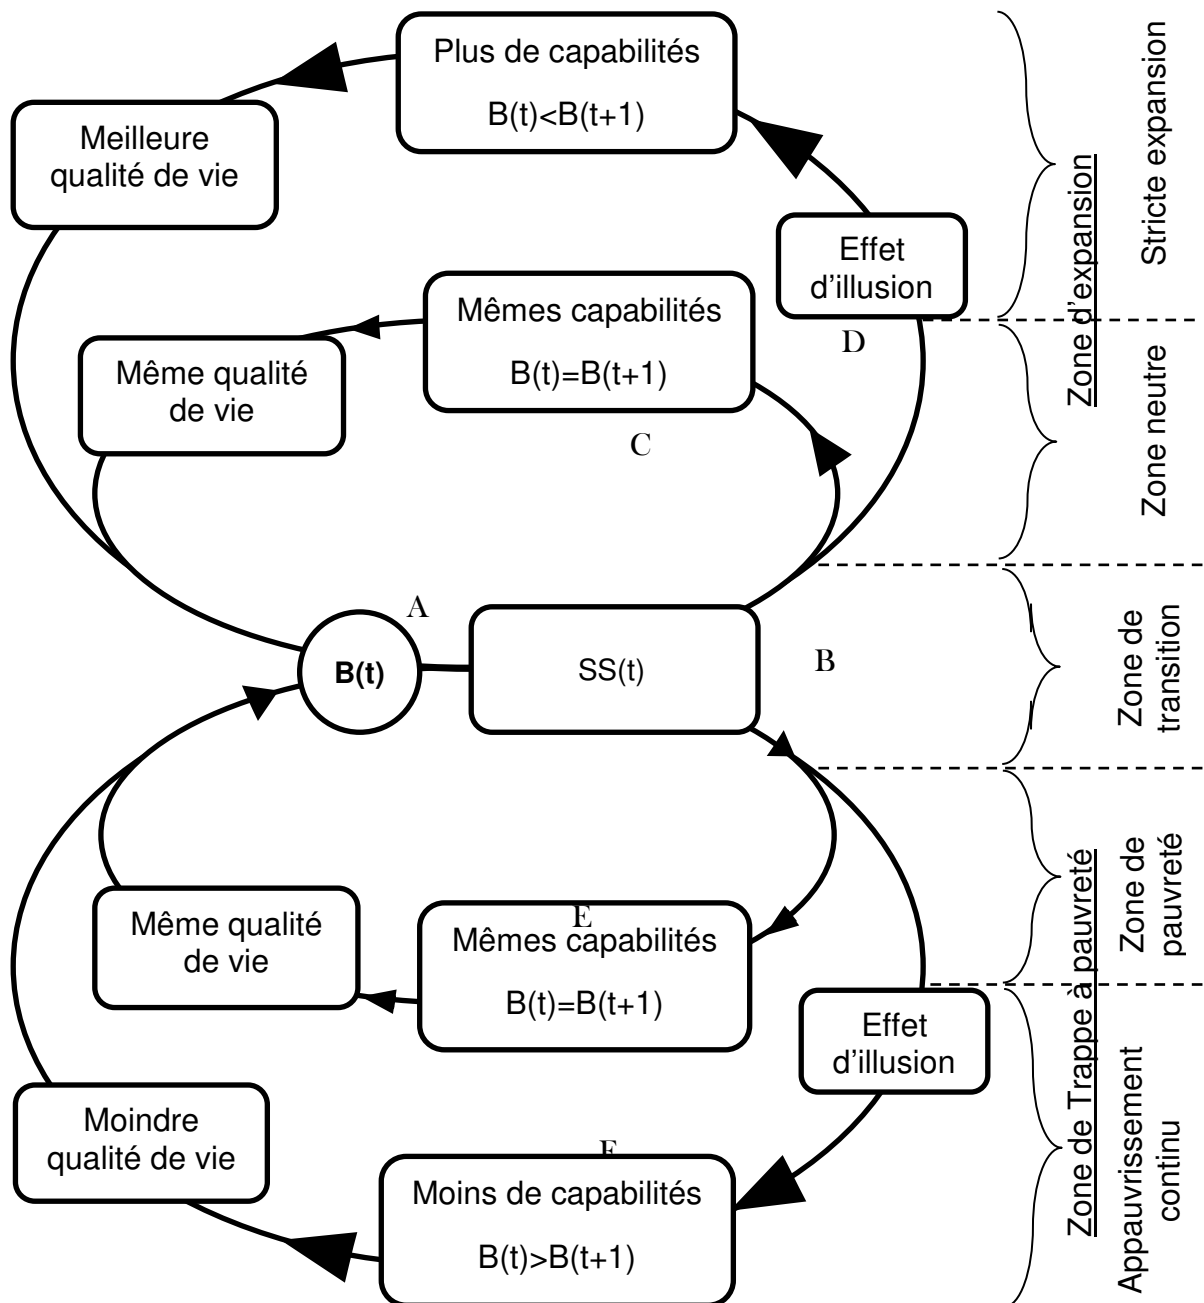 Plus de capabilités
B(t)<B(t+1)
Meilleure
qualité de vie
Effet
d’illusion
Mêmes capabilités
B(t)=B(t+1)
D
Même qualité
de vie
C
A
B(t)
SS(t)
B
Même qualité
de vie
E
Mêmes capabilités
B(t)=B(t+1)
Effet
d’illusion
Moindre
qualité de vie
F
Moins de capabilités
B(t)>B(t+1)
Zone d’expansion
Stricte expansion
Zone neutre
Zone de
transition
Zone de Trappe à pauvreté
Zone de
pauvreté
Appauvrissement
continu